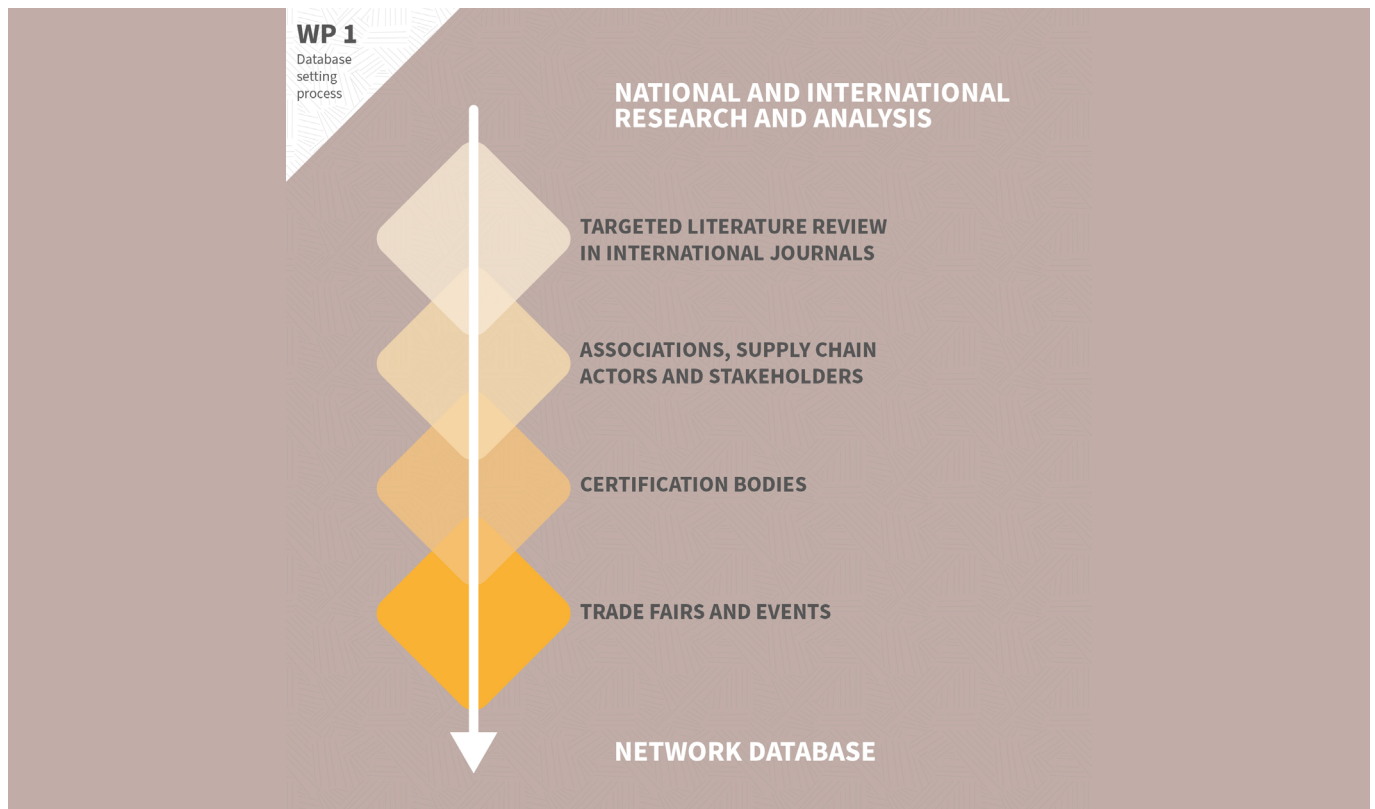 WP 1
Database
setting
process
NATIONAL AND INTERNATIONAL
RESEARCH AND ANALYSIS
TARGETED LITERATURE REVIEW
IN INTERNATIONAL JOURNALS
ASSOCIATIONS, SUPPLY CHAIN
ACTORS AND STAKEHOLDERS
CERTIFICATION BODIES
TRADE FAIRS AND EVENTS
NETWORK DATABASE